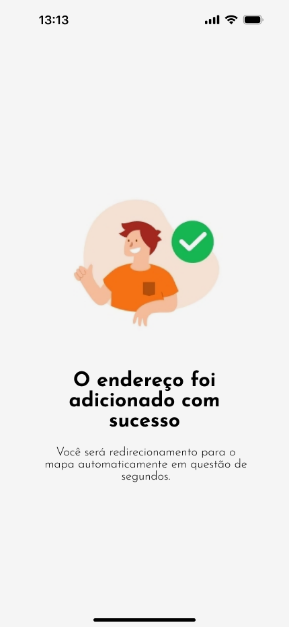 13:13
O endereço foi
adicionado com
sucesso
Você será redirecionamento para o
mapa automaticamente em questão de
segundos.